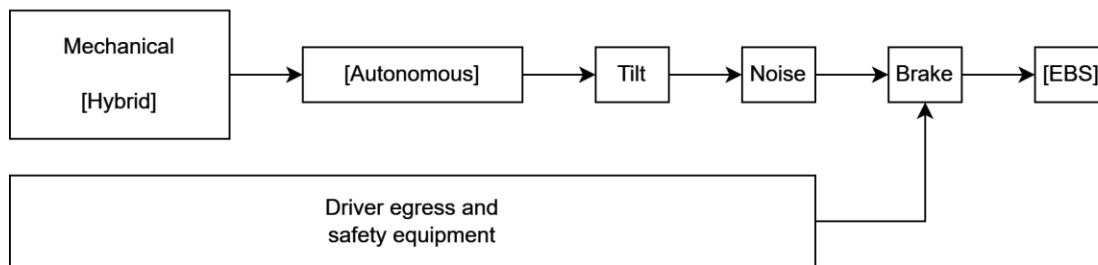 Mechanical
[Hybrid]
[Autonomous]
Tilt
Noise
Brake
[EBS]
Driver egress and
safety equipment